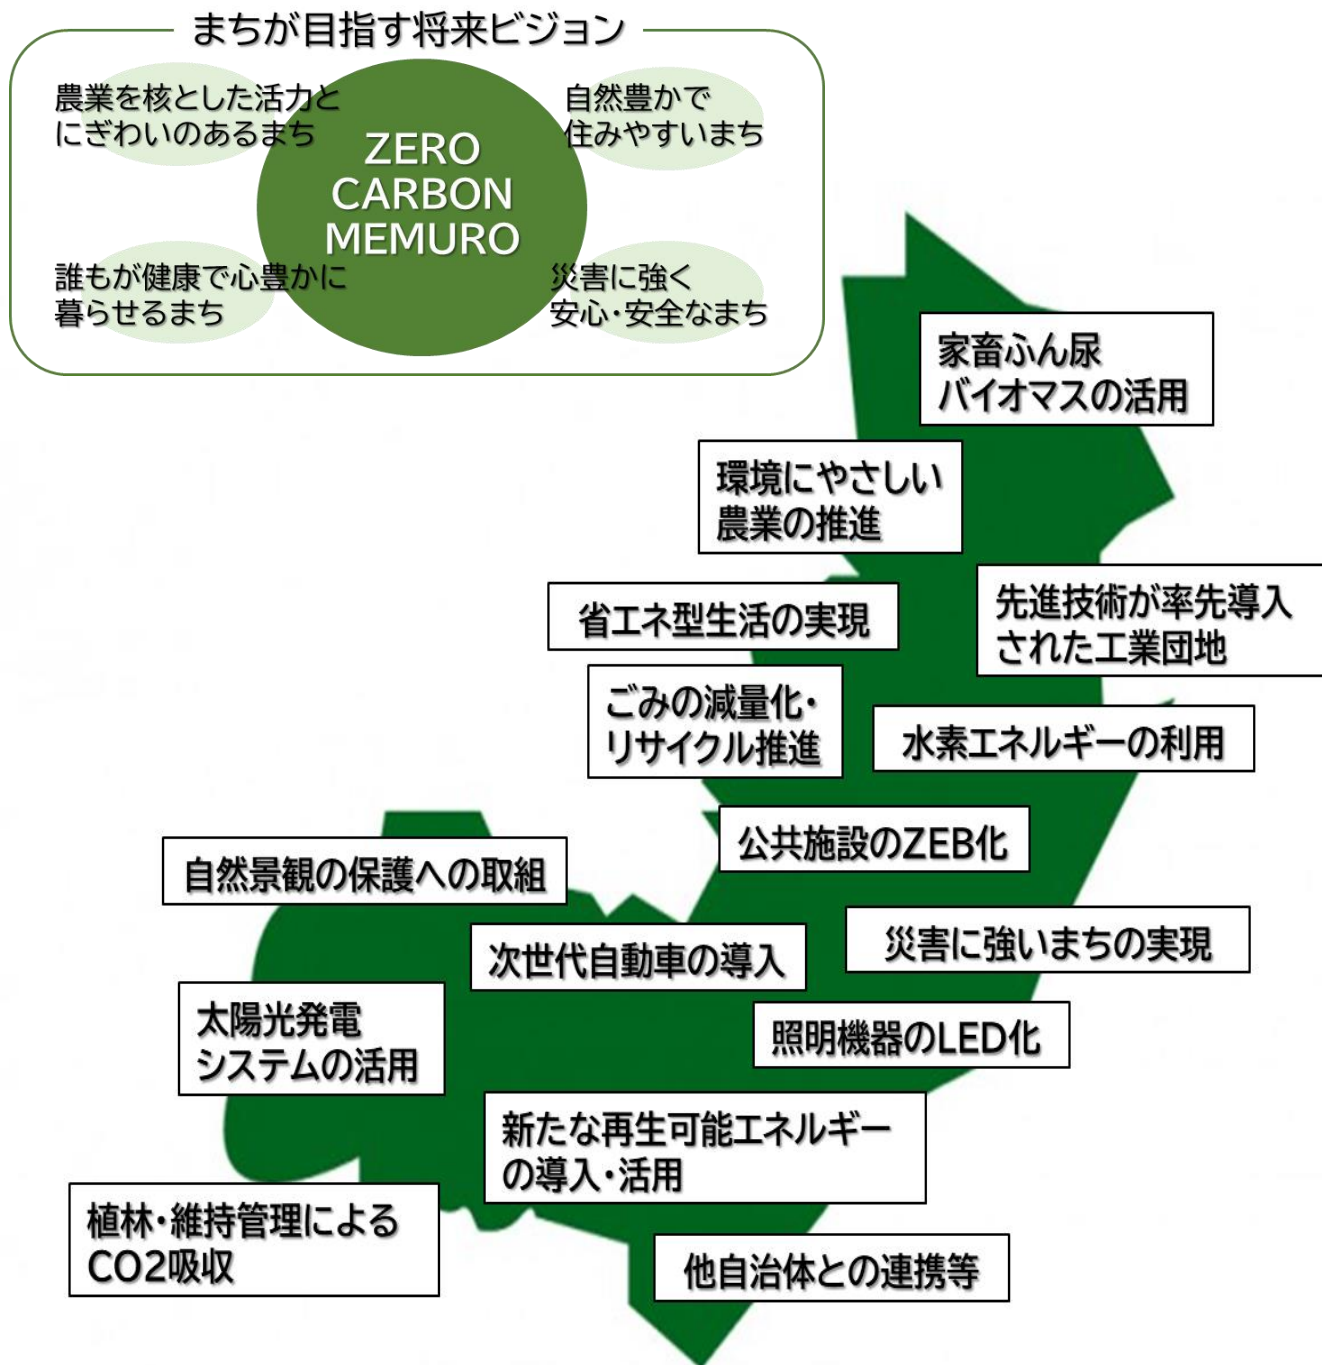 まちが目指す将来ビジョン
農業を核とした活力と
にぎわいのあるまち
自然豊かで
住みやすいまち
ZERO
CARBON
MEMURO
誰もが健康で心豊かに
暮らせるまち
災害に強く
安心・安全なまち
家畜ふん尿
バイオマスの活用
環境にやさしい
農業の推進
先進技術が率先導入
された工業団地
省エネ型生活の実現
ごみの減量化・
リサイクル推進
水素エネルギーの利用
公共施設のZEB化
自然景観の保護への取組
災害に強いまちの実現
次世代自動車の導入
太陽光発電
システムの活用
照明機器のLED化
新たな再生可能エネルギー
の導入・活用
植林・維持管理による
CO2吸収
他自治体との連携等